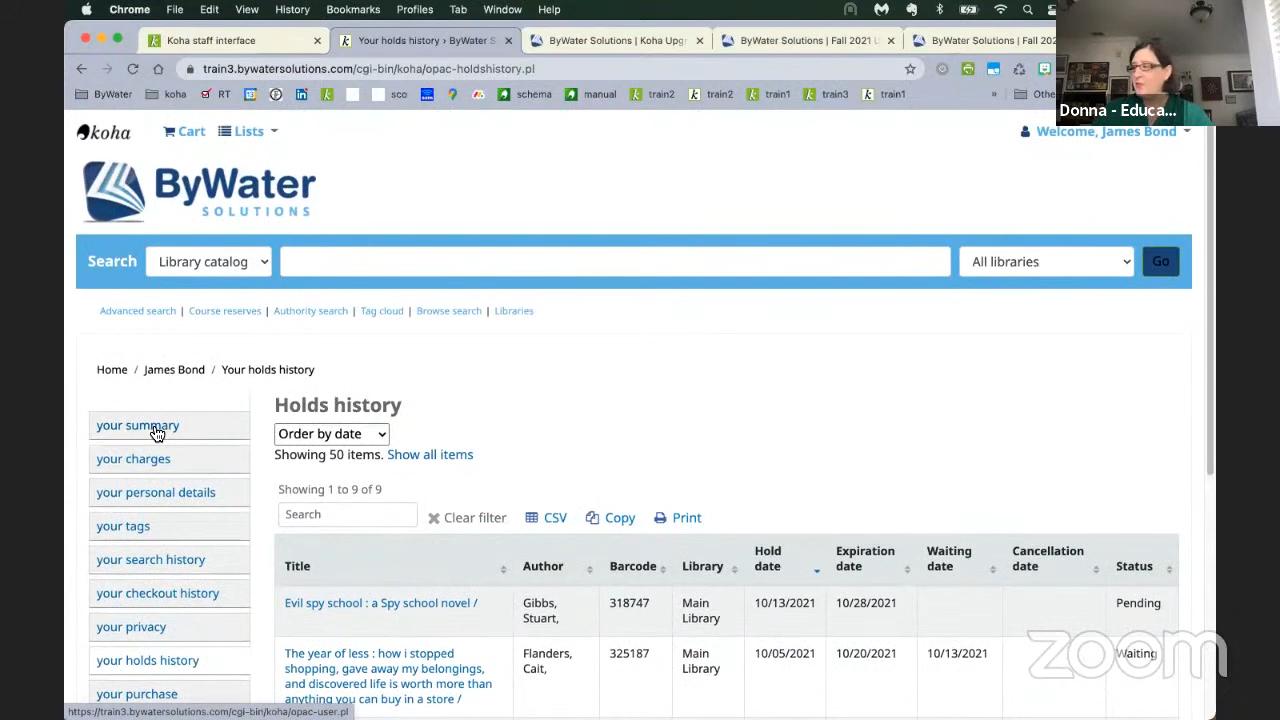 Chrome File Edit View History Bookmarks Profiles Tab Window
Koha staff interface
Your holds history › ByWater S
ByWater Solutions | Koha Upgr
ByWater Solutions | Fall 2021 U
ByWater Solutions | Fall 202
train3.bywatersolutions.com/cgi-bin/koha/opac-holdshistory.pl
ByWater koha RT sco schema manual train2 train2 train1 train3 train1 » Othe
Donna - Educa...
koha Cart Lists Welcome, James Bond
ByWater
SOLUTIONS
Search Library catalog All libraries Go
Advanced search | Course reserves | Authority search | Tag cloud | Browse search | Libraries
Home / James Bond / Your holds history
your summary
your charges
your personal details
your tags
your search history
your checkout history
your privacy
your holds history
your purchase
Holds history
Order by date
Showing 50 items. Show all items
Showing 1 to 9 of 9
Search Clear filter CSV Copy Print
Title Author Barcode Library Hold date Expiration date Waiting date Cancellation date Status
Evil spy school : a Spy school novel / Gibbs, Stuart, 318747 Main Library 10/13/2021 10/28/2021 Pending
The year of less : how i stopped
shopping, gave away my belongings,
and discovered life is worth more than
anything you can buy in a store /
Flanders, Cait, 325187 Main Library 10/05/2021 10/20/2021 10/13/2021 Waiting
zoom
https://train3.bywatersolutions.com/cgi-bin/koha/opac-user.pl